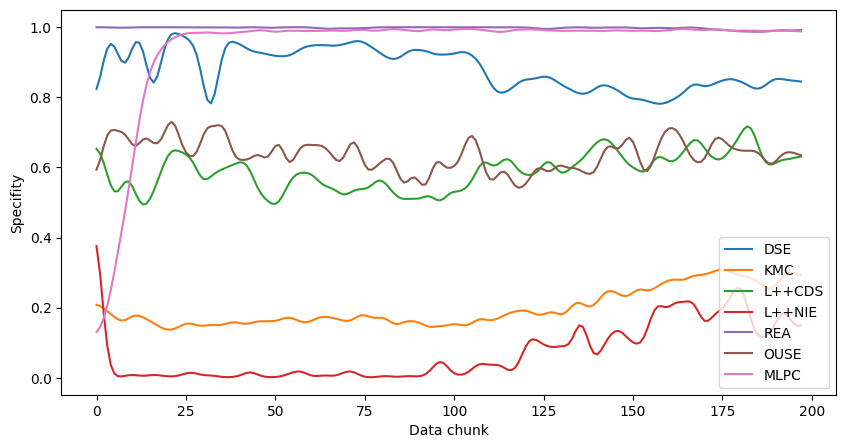 1.0
0.8
0.6
0.4
0.2
0.0
Specifity
0
25
50
75
100
125
150
175
200
Data chunk
DSE
KMC
L++CDS
L++NIE
REA
OUSE
MLPC